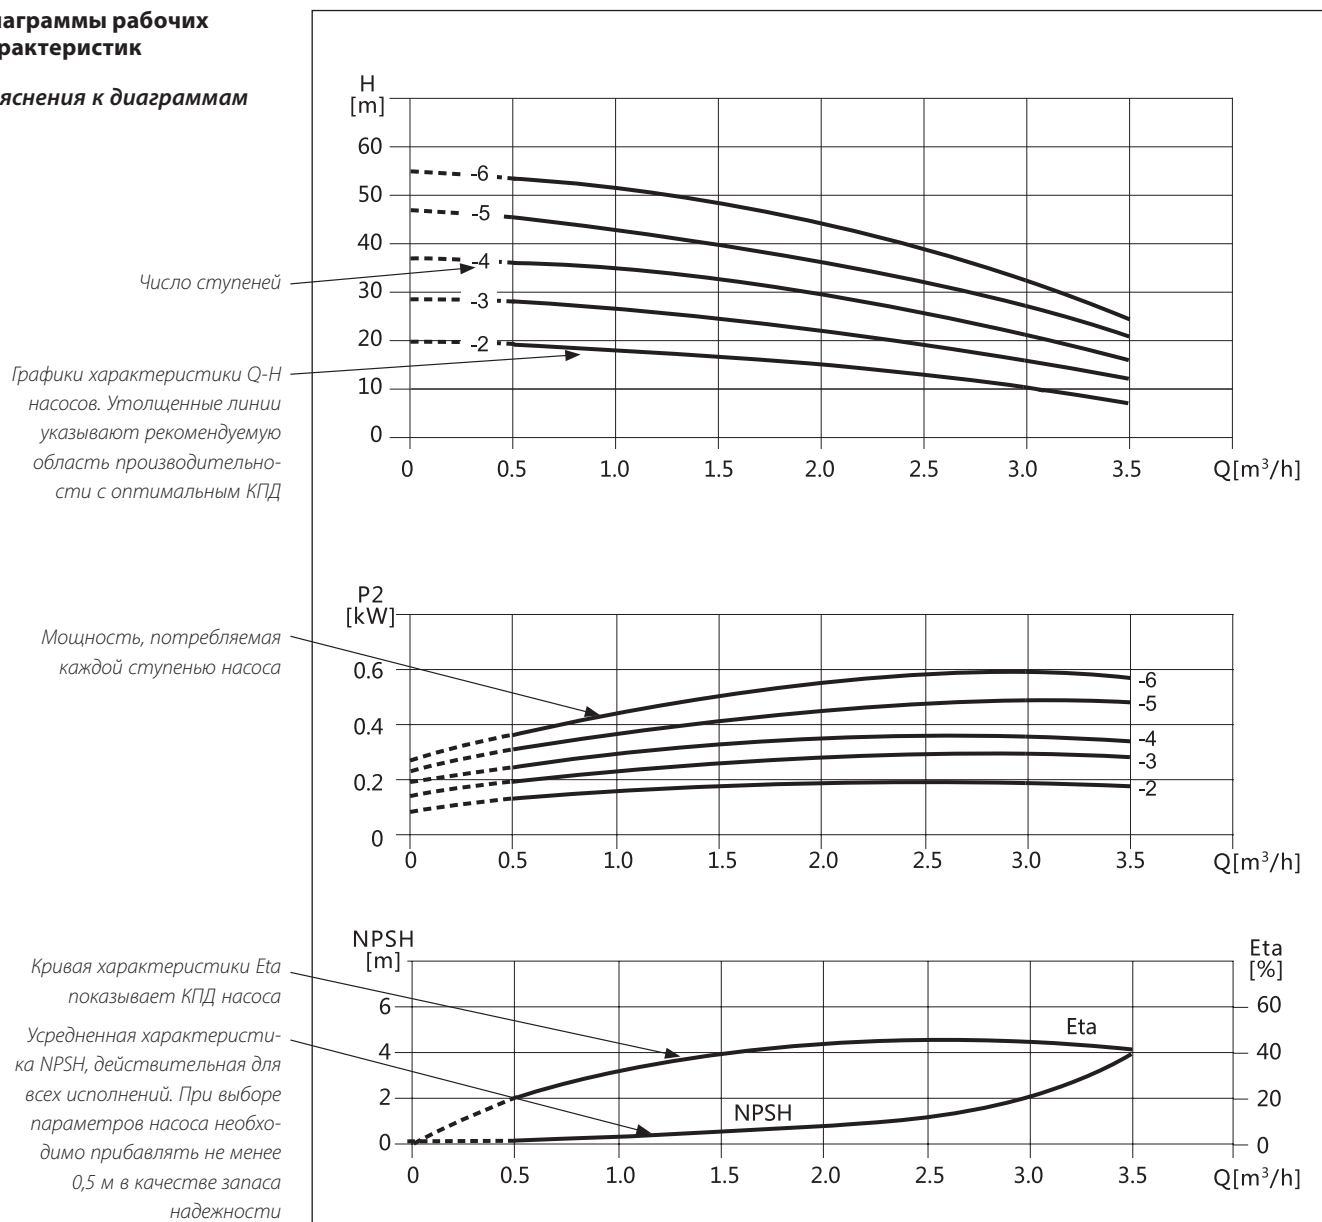 иаграммы рабочих
рактеристик
яснения к диаграммам
H
[m]
60
50
40
30
20
10
0
-6
-5
-4
-3
-2
0 0.5 1.0 1.5 2.0 2.5 3.0 3.5 Q[m³/h]
Число ступеней
Графики характеристики Q-H
насосов. Утолщенные линии
указывают рекомендуемую
область производительно-
сти с оптимальным КПД
P2
[kW]
0.6
0.4
0.2
0
-6
-5
-4
-3
-2
0 0.5 1.0 1.5 2.0 2.5 3.0 3.5 Q[m³/h]
Мощность, потребляемая
каждой ступенью насоса
NPSH
[m]
6
4
2
0
Eta
[%]
60
40
20
0
Eta
NPSH
0 0.5 1.0 1.5 2.0 2.5 3.0 3.5 Q[m³/h]
Кривая характеристики Eta
показывает КПД насоса
Усредненная характеристи-
ка NPSH, действительная для
всех исполнений. При выборе
параметров насоса необхо-
димо прибавлять не менее
0,5 м в качестве запаса
надежности